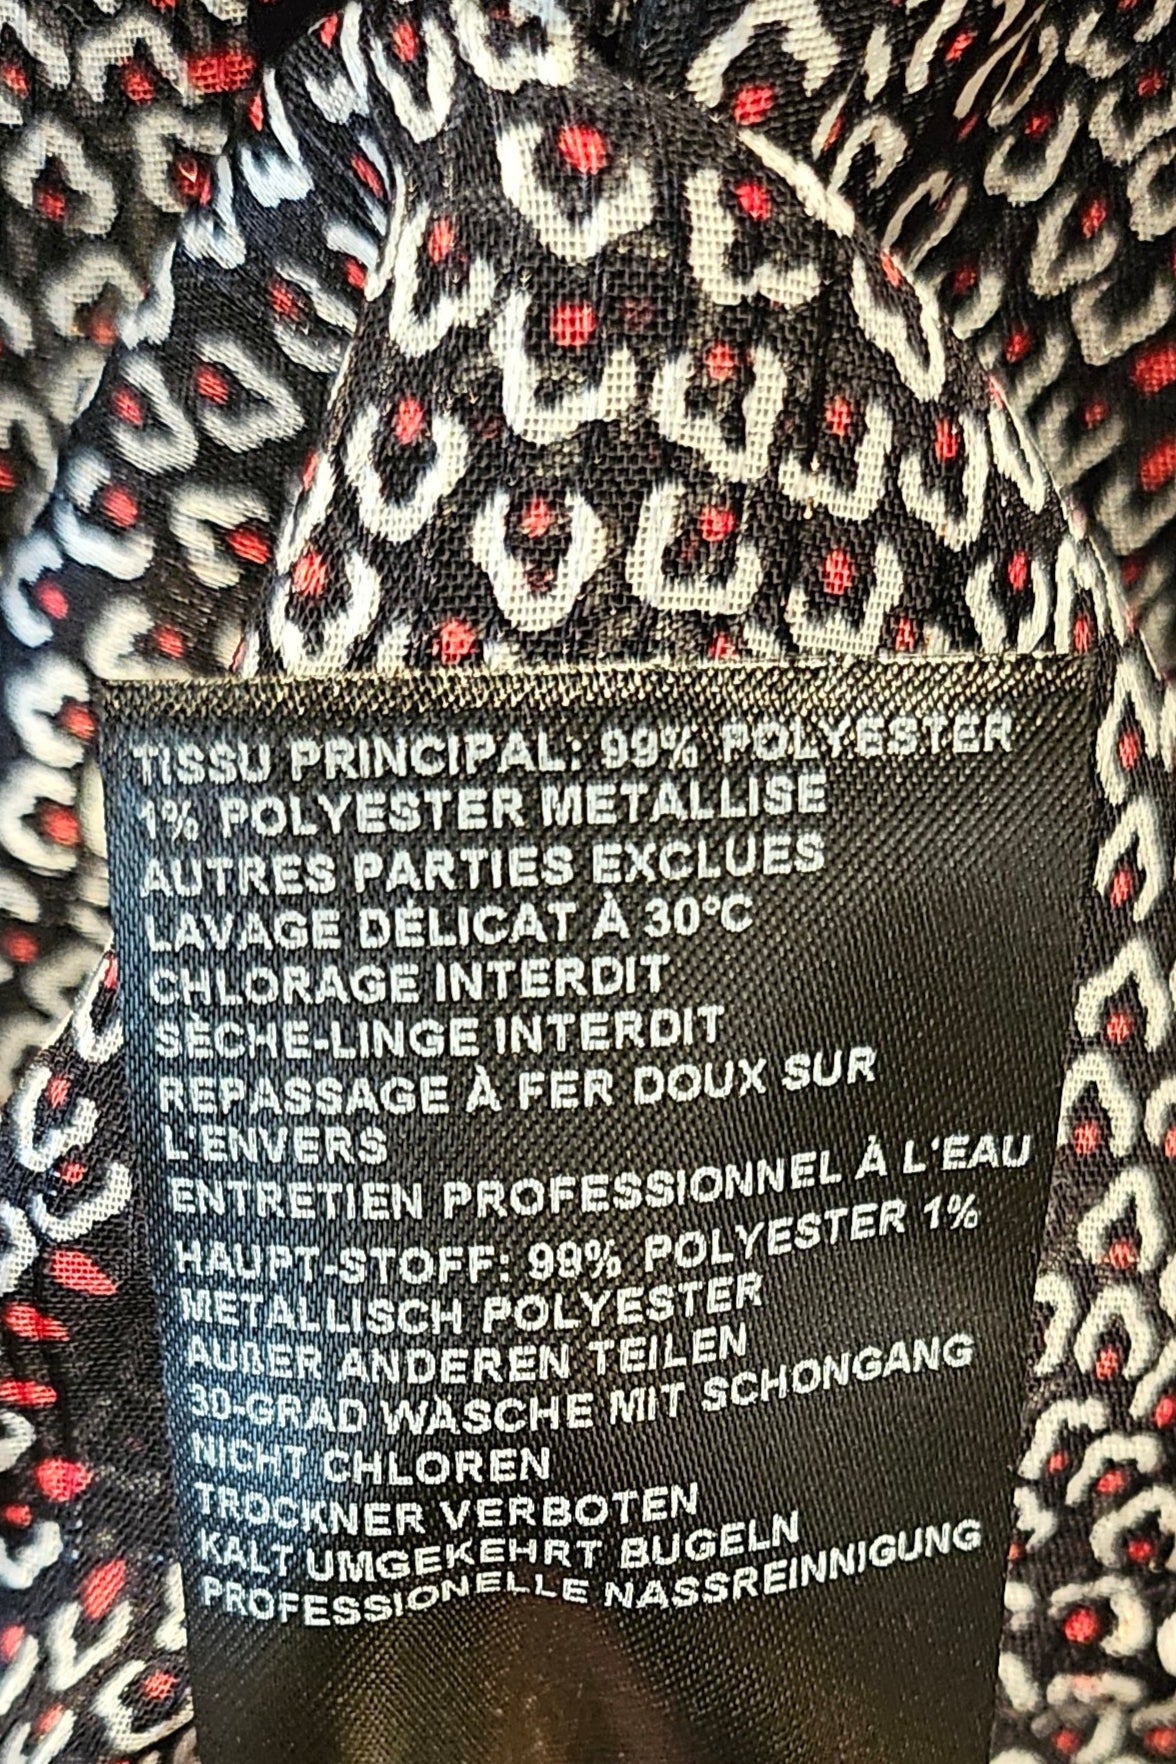 TISSU PRINCIPAL: 99% POLYESTER
1% POLYESTER METALLISE
AUTRES PARTIES EXCLUES
LAVAGE DÉLICAT À 30°C
CHLORAGE INTERDIT
SÈCHE-LINGE INTERDIT
REPASSAGE À FER DOUX SUR
L'ENVERS
ENTRETIEN PROFESSIONNEL À L'EAU
HAUPT-STOFF: 99% POLYESTER 1%
METALLISCH POLYESTER
AUßER ANDEREN TEILEN
30-GRAD WÄSCHE MIT SCHONGANG
NICHT CHLOREN
TROCKNER VERBOTEN
KALT UMGEKEHRT BUGELN
PROFESSIONELLE NASSREINNIGUNG